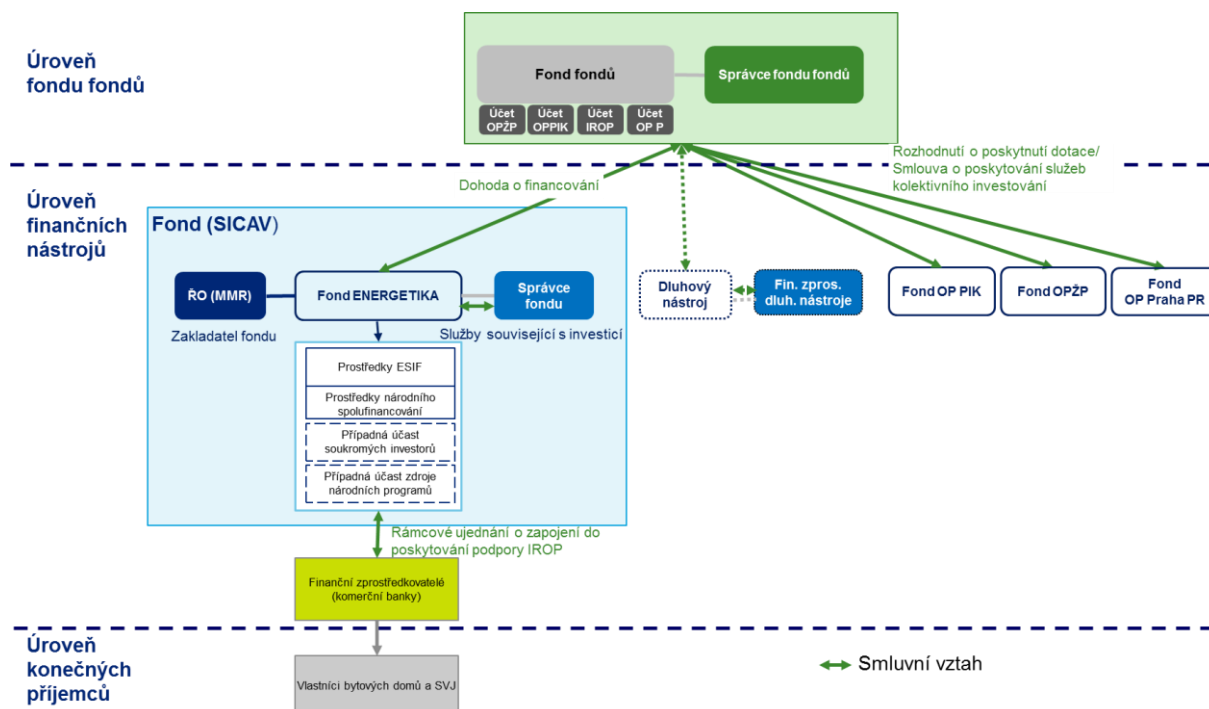 Úroveň
fondu fondů
Fond fondů
Správce fondu fondů
Účet
OPŽP
Účet
OPPIK
Účet
IROP
Účet
OP P
Dohoda o financování
Rozhodnutí o poskytnutí dotace/
Smlouva o poskytování služeb
kolektivního investování
Úroveň
finančních
nástrojů
Fond (SICAV)
ŘO (MMR)
Fond ENERGETIKA
Správce
fondu
Zakladatel fondu
Služby související s investicí
Dluhový
nástroj
Fin. zpros.
dluh. nástroje
Fond OP PIK
Fond OPŽP
Fond
OP Praha PR
Prostředky ESIF
Prostředky národního
spolufinancování
Případná účast
soukromých investorů
Případná účast zdroje
národních programů
Rámcové ujednání o zapojení do
poskytování podpory IROP
Finanční zprostředkovatelé
(komerční banky)
Úroveň
konečných
příjemců
Vlastníci bytových domů a SVJ
Smluvní vztah